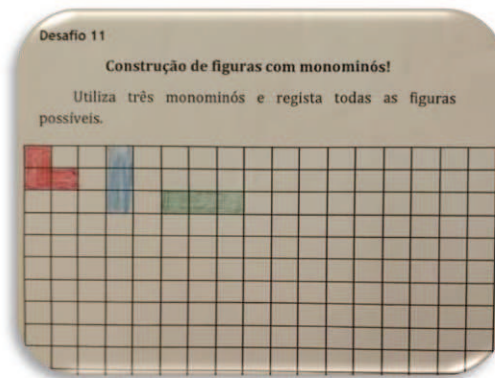 Desafio 11
Construção de figuras com monominós!
Utiliza três monominós e regista todas as figuras
possíveis.